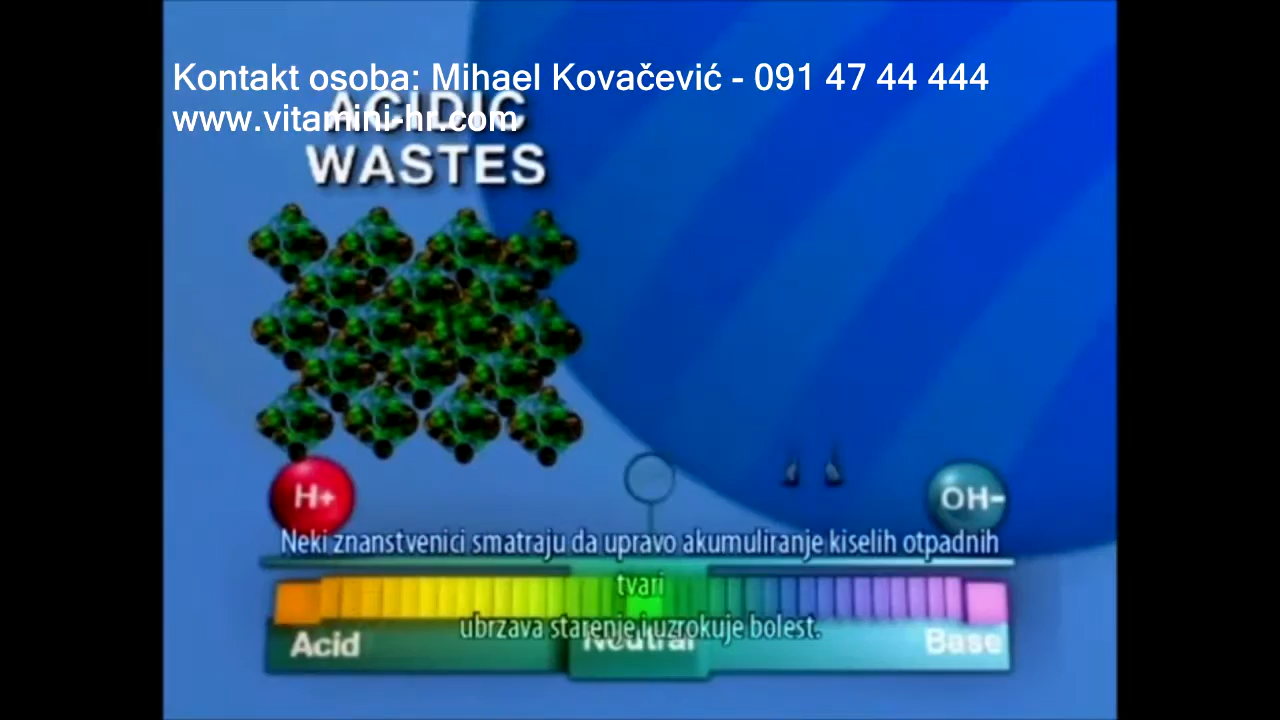 Kontakt osoba: Mihael Kovačević - 091 47 44 444
www.vitamini-hr.com
ACIDIC
WASTES
H+
OH-
Neki znanstvenici smatraju da upravo akumuliranje kiselih otpadnih
tvari
ubrzava starenje i uzrokuje bolest.
Acid
Neutral
Base